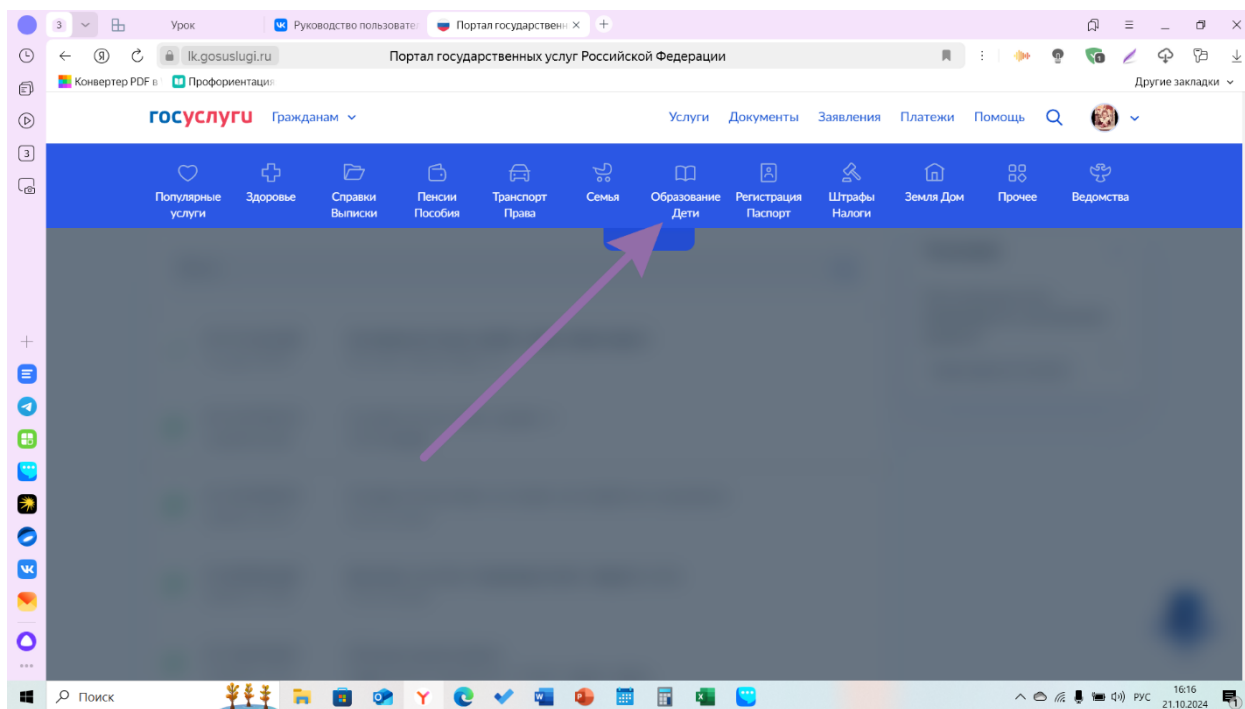 3
Урок
Руководство пользовате
Портал государственн
lk.gosuslugi.ru
Портал государственных услуг Российской Федерации
Конвертер PDF в
Профориентация
Другие закладки
госуслуги
Гражданам
Услуги
Документы
Заявления
Платежи
Помощь
3
Популярные
услуги
Здоровье
Справки
Выписки
Пенсии
Пособия
Транспорт
Права
Семья
Образование
Дети
Регистрация
Паспорт
Штрафы
Налоги
Земля Дом
Прочее
Ведомства
Поиск
РУС
16:16
21.10.2024